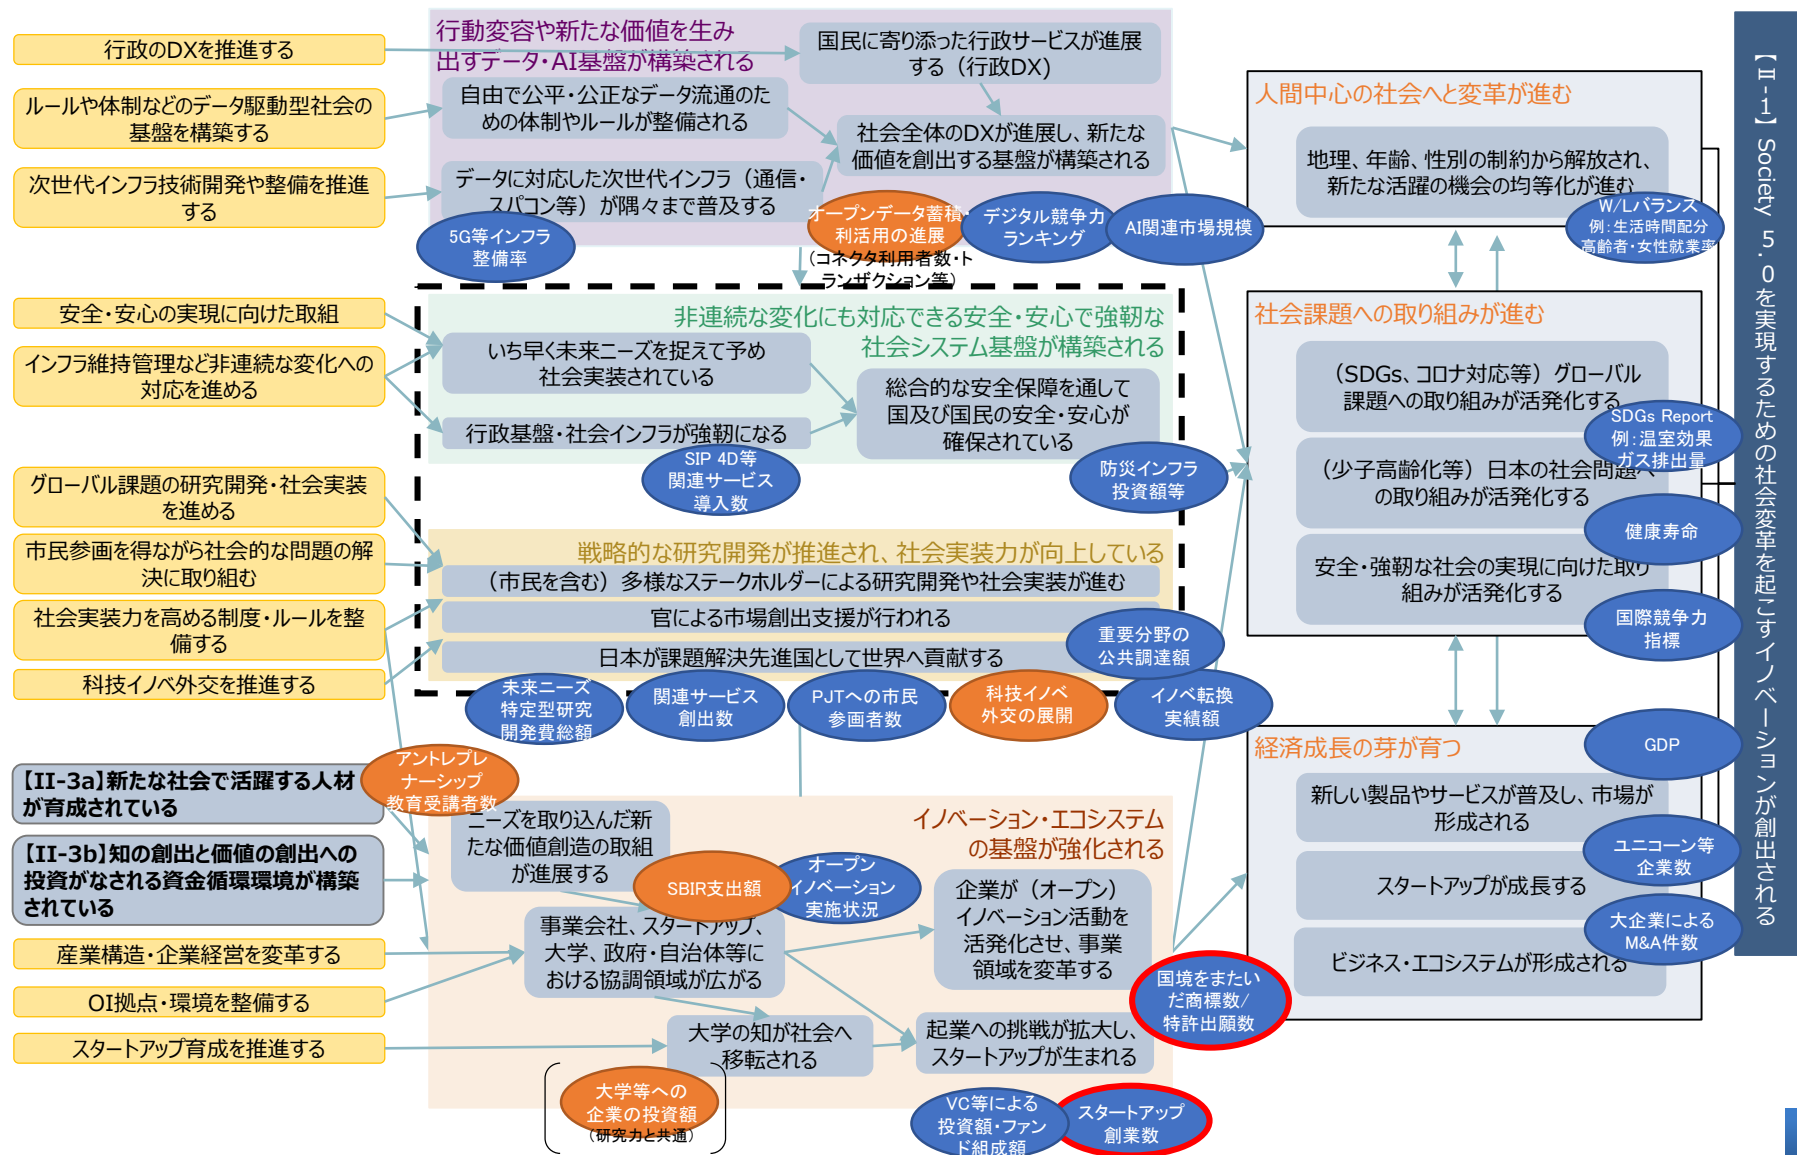 行政のDXを推進する
ルールや体制などのデータ駆動型社会の
基盤を構築する
次世代インフラ技術開発や整備を推進
する
安全・安心の実現に向けた取組
インフラ維持管理など非連続な変化への
対応を進める
グローバル課題の研究開発・社会実装
を進める
市民参画を得ながら社会的な問題の解
決に取り組む
社会実装力を高める制度・ルールを整
備する
科技イノベ外交を推進する
【II-3a】新たな社会で活躍する人材
が育成されている
【II-3b】知の創出と価値の創出への
投資がなされる資金循環環境が構築
されている
産業構造・企業経営を変革する
OI拠点・環境を整備する
スタートアップ育成を推進する
行動変容や新たな価値を生み
出すデータ・AI基盤が構築される
国民に寄り添った行政サービスが進展
する（行政DX)
自由で公平・公正なデータ流通のた
めの体制やルールが整備される
社会全体のDXが進展し、新たな
価値を創出する基盤が構築される
データに対応した次世代インフラ（通信・
スパコン等）が隅々まで普及する
5G等インフラ
整備率
オープンデータ蓄積・
利活用の進展
（コネクタ利用者数・ト
ランザクション等）
デジタル競争力
ランキング
AI関連市場規模
非連続な変化にも対応できる安全・安心で強靭な
社会システム基盤が構築される
いち早く未来ニーズを捉えて予め
社会実装されている
総合的な安全保障を通して
国及び国民の安全・安心が
確保されている
行政基盤・社会インフラが強靭になる
SIP 4D等
関連サービス
導入数
防災インフラ
投資額等
戦略的な研究開発が推進され、社会実装力が向上している
（市民を含む）多様なステークホルダーによる研究開発や社会実装が進む
官による市場創出支援が行われる
日本が課題解決先進国として世界へ貢献する
重要分野の
公共調達額
未来ニーズ
特定型研究
開発費総額
関連サービス
創出数
PJTへの市民
参画者数
科技イノベ
外交の展開
イノベ転換
実績額
アントレプレ
ナーシップ
教育受講者数
イノベーション・エコシステム
の基盤が強化される
ニーズを取り込んだ新
たな価値創造の取組
が進展する
SBIR支出額
オープン
イノベーション
実施状況
事業会社、スタートアップ、
大学、政府・自治体等に
おける協調領域が広がる
企業が（オープン）
イノベーション活動を
活発化させ、事業
領域を変革する
大学の知が社会へ
移転される
起業への挑戦が拡大し、
スタートアップが生まれる
国境をまたい
だ商標数/
特許出願数
大学等への
企業の投資額
（研究力と共通）
VC等による
投資額・ファン
ド組成額
スタートアップ
創業数
人間中心の社会へと変革が進む
地理、年齢、性別の制約から解放され、
新たな活躍の機会の均等化が進む
W/Lバランス
例：生活時間配分
高齢者・女性就業率
社会課題への取り組みが進む
（SDGs、コロナ対応等）グローバル
課題への取り組みが活発化する
SDGs Report
例：温室効果
ガス排出量
（少子高齢化等）日本の社会問題へ
の取り組みが活発化する
健康寿命
安全・強靭な社会の実現に向けた取り
組みが活発化する
国際競争力
指標
経済成長の芽が育つ
GDP
新しい製品やサービスが普及し、市場が
形成される
ユニコーン等
企業数
スタートアップが成長する
大企業による
M&A件数
ビジネス・エコシステムが形成される
【Ⅱ-1】Society 5.0を実現するための社会変革を起こすイノベーションが創出される